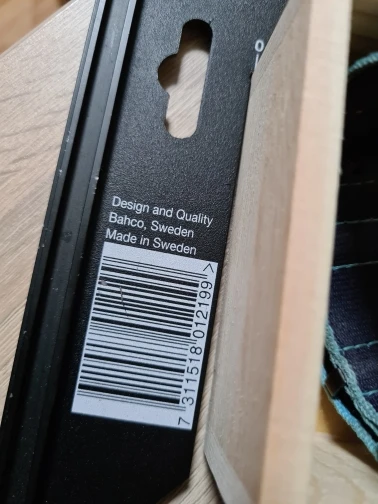 Design and Quality
Bahco, Sweden
Made in Sweden
7 311518 012199 >